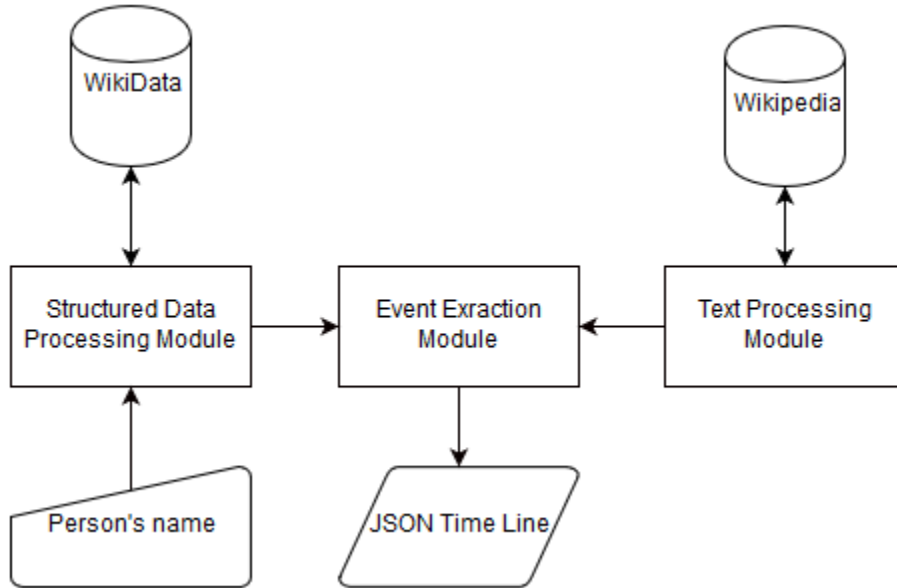 WikiData
Wikipedia
Structured Data
Processing Module
Event Exraction
Module
Text Processing
Module
Person's name
JSON Time Line